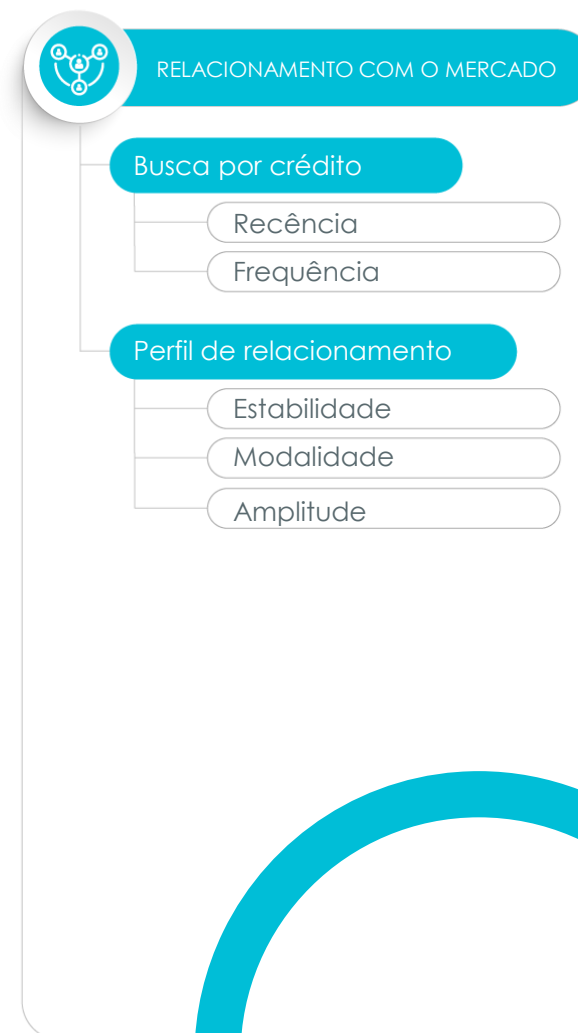 RELACIONAMENTO COM O MERCADO
Busca por crédito
Recência
Frequência
Perfil de relacionamento
Estabilidade
Modalidade
Amplitude